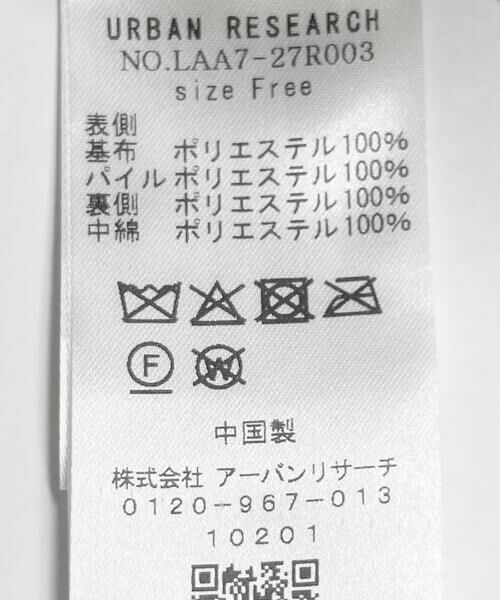 URBAN RESEARCH
NO.LAA7-27R003
size Free
表側
基布 ポリエステル100%
パイル ポリエステル100%
裏側 ポリエステル100%
中綿 ポリエステル100%
F W
中国製
株式会社 アーバンリサーチ
0120-967-013
10201